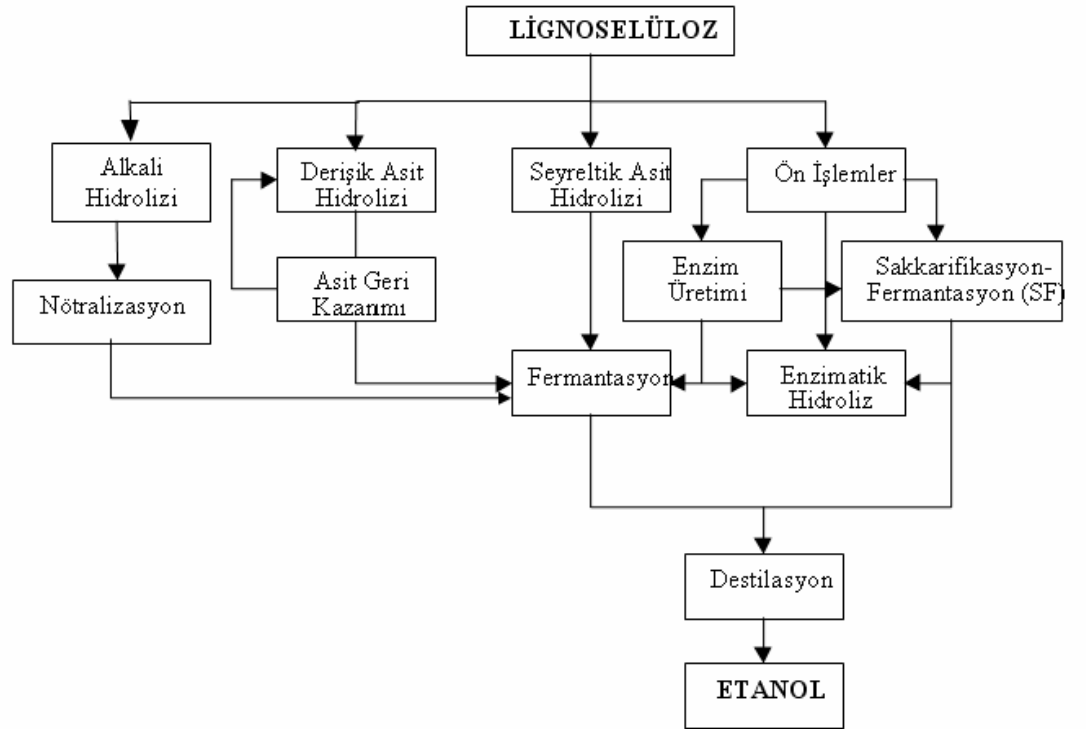 LİGNOSELÜLOZ
Alkali
Hidrolizi
Derişik Asit
Hidrolizi
Seyreltik Asit
Hidrolizi
Ön İşlemler
Nötralizasyon
Asit Geri
Kazanımı
Enzim
Üretimi
Sakkarifikasyon-
Fermantasyon (SF)
Fermantasyon
Enzimatik
Hidroliz
Destilasyon
ETANOL